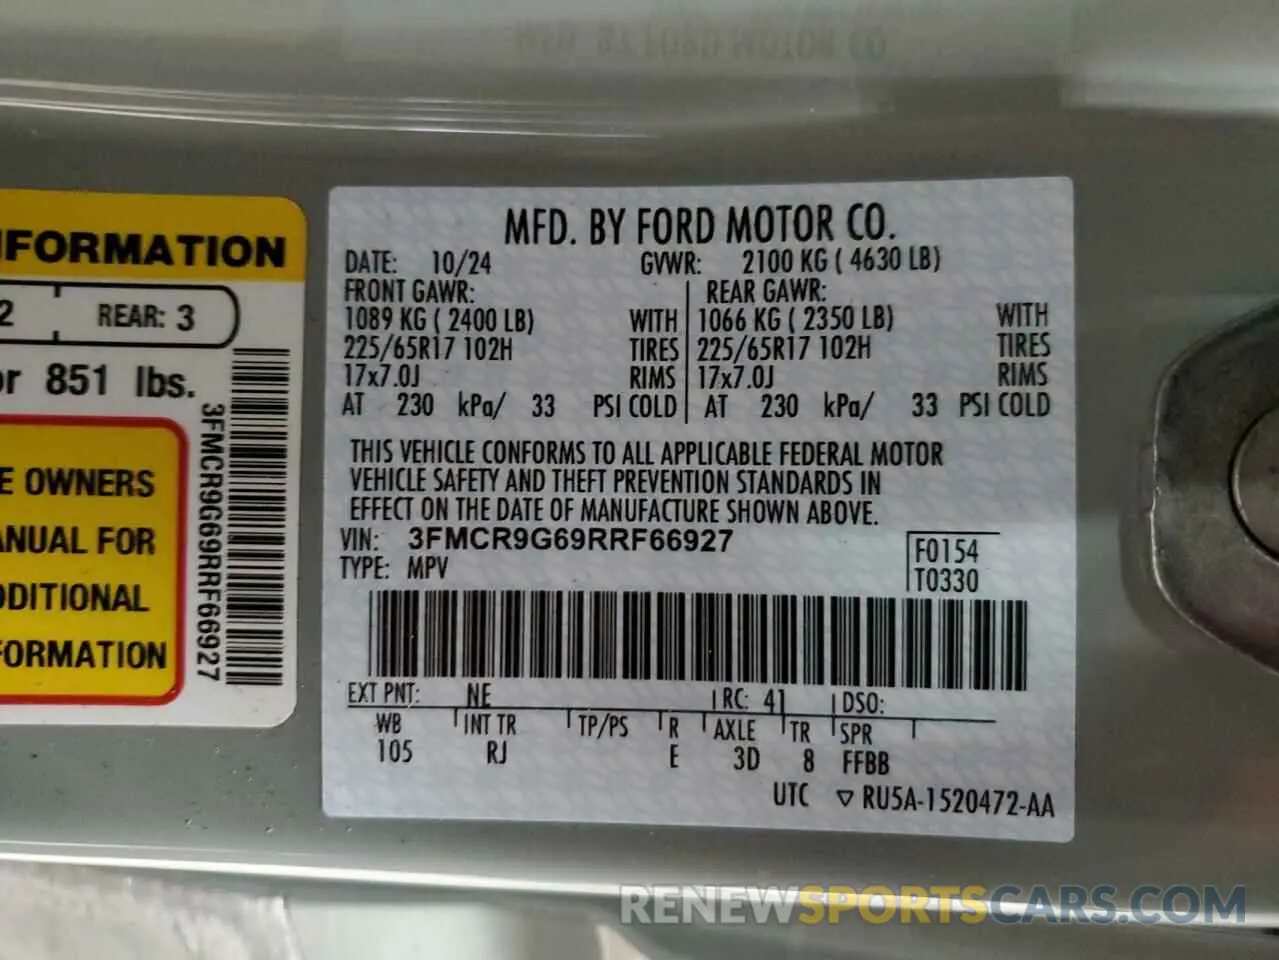 NFORMATION
2 REAR: 3
or 851 lbs.
E OWNERS
ANUAL FOR
DDITIONAL
FORMATION
3FMCR9G69RRF66927
MFD. BY FORD MOTOR CO.
DATE: 10/24 GVWR: 2100 KG ( 4630 LB)
FRONT GAWR: REAR GAWR:
1089 KG ( 2400 LB) WITH 1066 KG ( 2350 LB) WITH
225/65R17 102H TIRES 225/65R17 102H TIRES
17x7.0J RIMS 17x7.0J RIMS
AT 230 kPa/ 33 PSI COLD AT 230 kPa/ 33 PSI COLD
THIS VEHICLE CONFORMS TO ALL APPLICABLE FEDERAL MOTOR
VEHICLE SAFETY AND THEFT PREVENTION STANDARDS IN
EFFECT ON THE DATE OF MANUFACTURE SHOWN ABOVE.
VIN: 3FMCR9G69RRF66927
TYPE: MPV
F0154
T0330
EXT PNT: NE RC: 41 DSO:
WB INT TR TP/PS R AXLE TR SPR
105 RJ E 3D 8 FFBB
UTC ▽ RU5A-1520472-AA
RENEWSPORTSCARS.COM